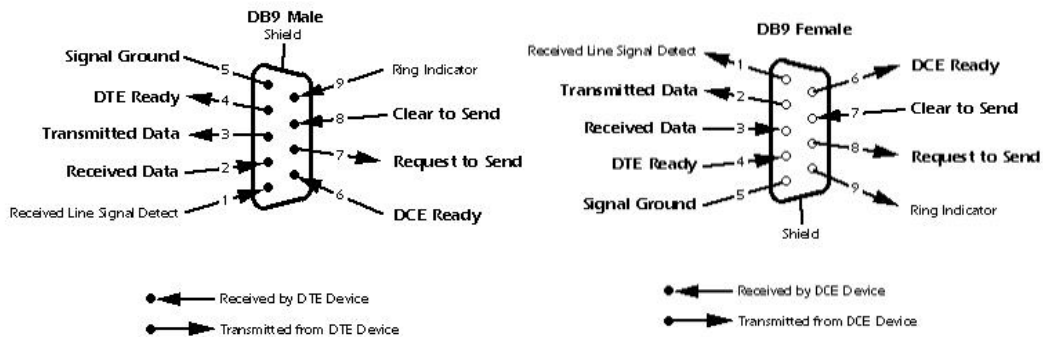 DB9 Male
Shield
Signal Ground
5
9
Ring Indicator
DTE Ready
4
8
Clear to Send
Transmitted Data
3
7
Request to Send
Received Data
2
6
DCE Ready
Received Line Signal Detect
1
Received by DTE Device
Transmitted from DTE Device
DB9 Female
Received Line Signal Detect
1
6
DCE Ready
Transmitted Data
2
7
Clear to Send
Received Data
3
8
Request to Send
DTE Ready
4
9
Ring Indicator
Signal Ground
5
Shield
Received by DCE Device
Transmitted from DCE Device